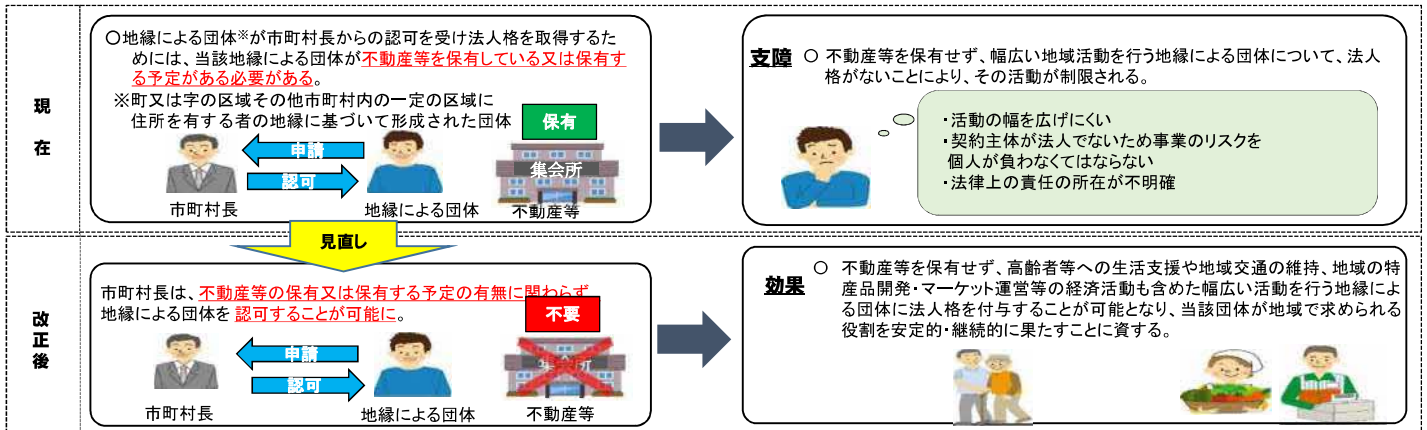 現在
○地縁による団体※が市町村長からの認可を受け法人格を取得するた
めには、当該地縁による団体が不動産等を保有している又は保有す
る予定がある必要がある。
※町又は字の区域その他市町村内の一定の区域に
住所を有する者の地縁に基づいて形成された団体
保有
申請
認可
集会所
市町村長
地縁による団体
不動産等
支障
○ 不動産等を保有せず、幅広い地域活動を行う地縁による団体について、法人
格がないことにより、その活動が制限される。
・活動の幅を広げにくい
・契約主体が法人でないため事業のリスクを
個人が負わなくてはならない
・法律上の責任の所在が不明確
見直し
改正後
市町村長は、不動産等の保有又は保有する予定の有無に関わらず
地縁による団体を 認可することが可能に。
不要
申請
認可
集会所
市町村長
地縁による団体
不動産等
効果
○ 不動産等を保有せず、高齢者等への生活支援や地域交通の維持、地域の特
産品開発・マーケット運営等の経済活動も含めた幅広い活動を行う地縁によ
る団体に法人格を付与することが可能となり、当該団体が地域で求められる
役割を安定的・継続的に果たすことに資する。